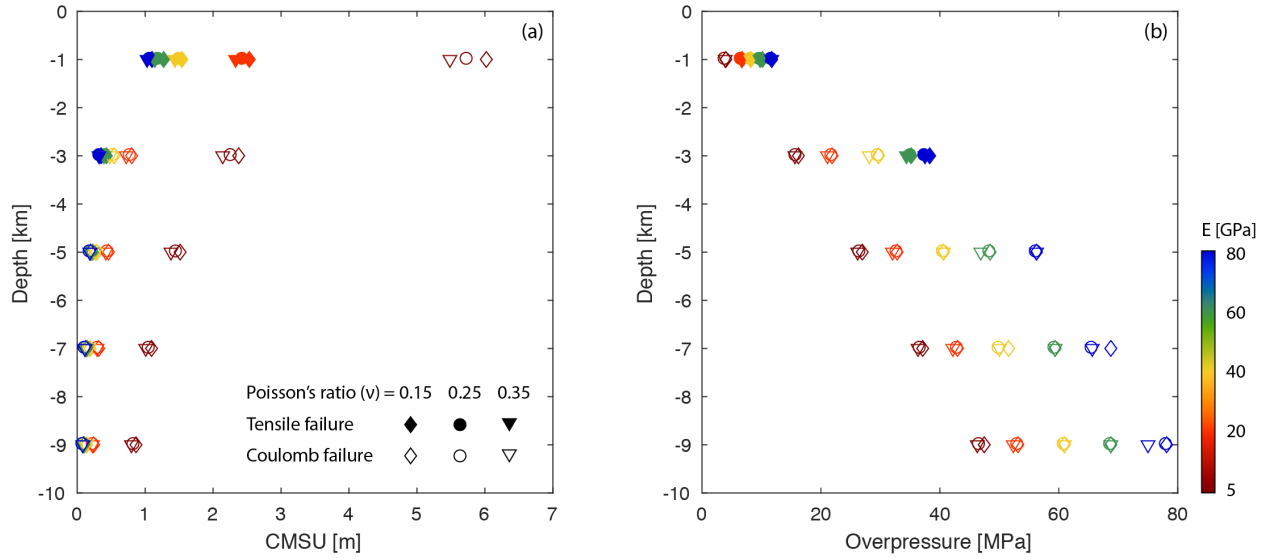 (a)
0
-1
-2
-3
-4
-5
-6
-7
-8
-9
-10
Depth [km]
0 1 2 3 4 5 6 7
CMSU [m]
Poisson's ratio (ν) = 0.15 0.25 0.35
Tensile failure
Coulomb failure
(b)
0
-1
-2
-3
-4
-5
-6
-7
-8
-9
-10
Depth [km]
0 20 40 60 80
Overpressure [MPa]
E [GPa]
80
60
40
20
5